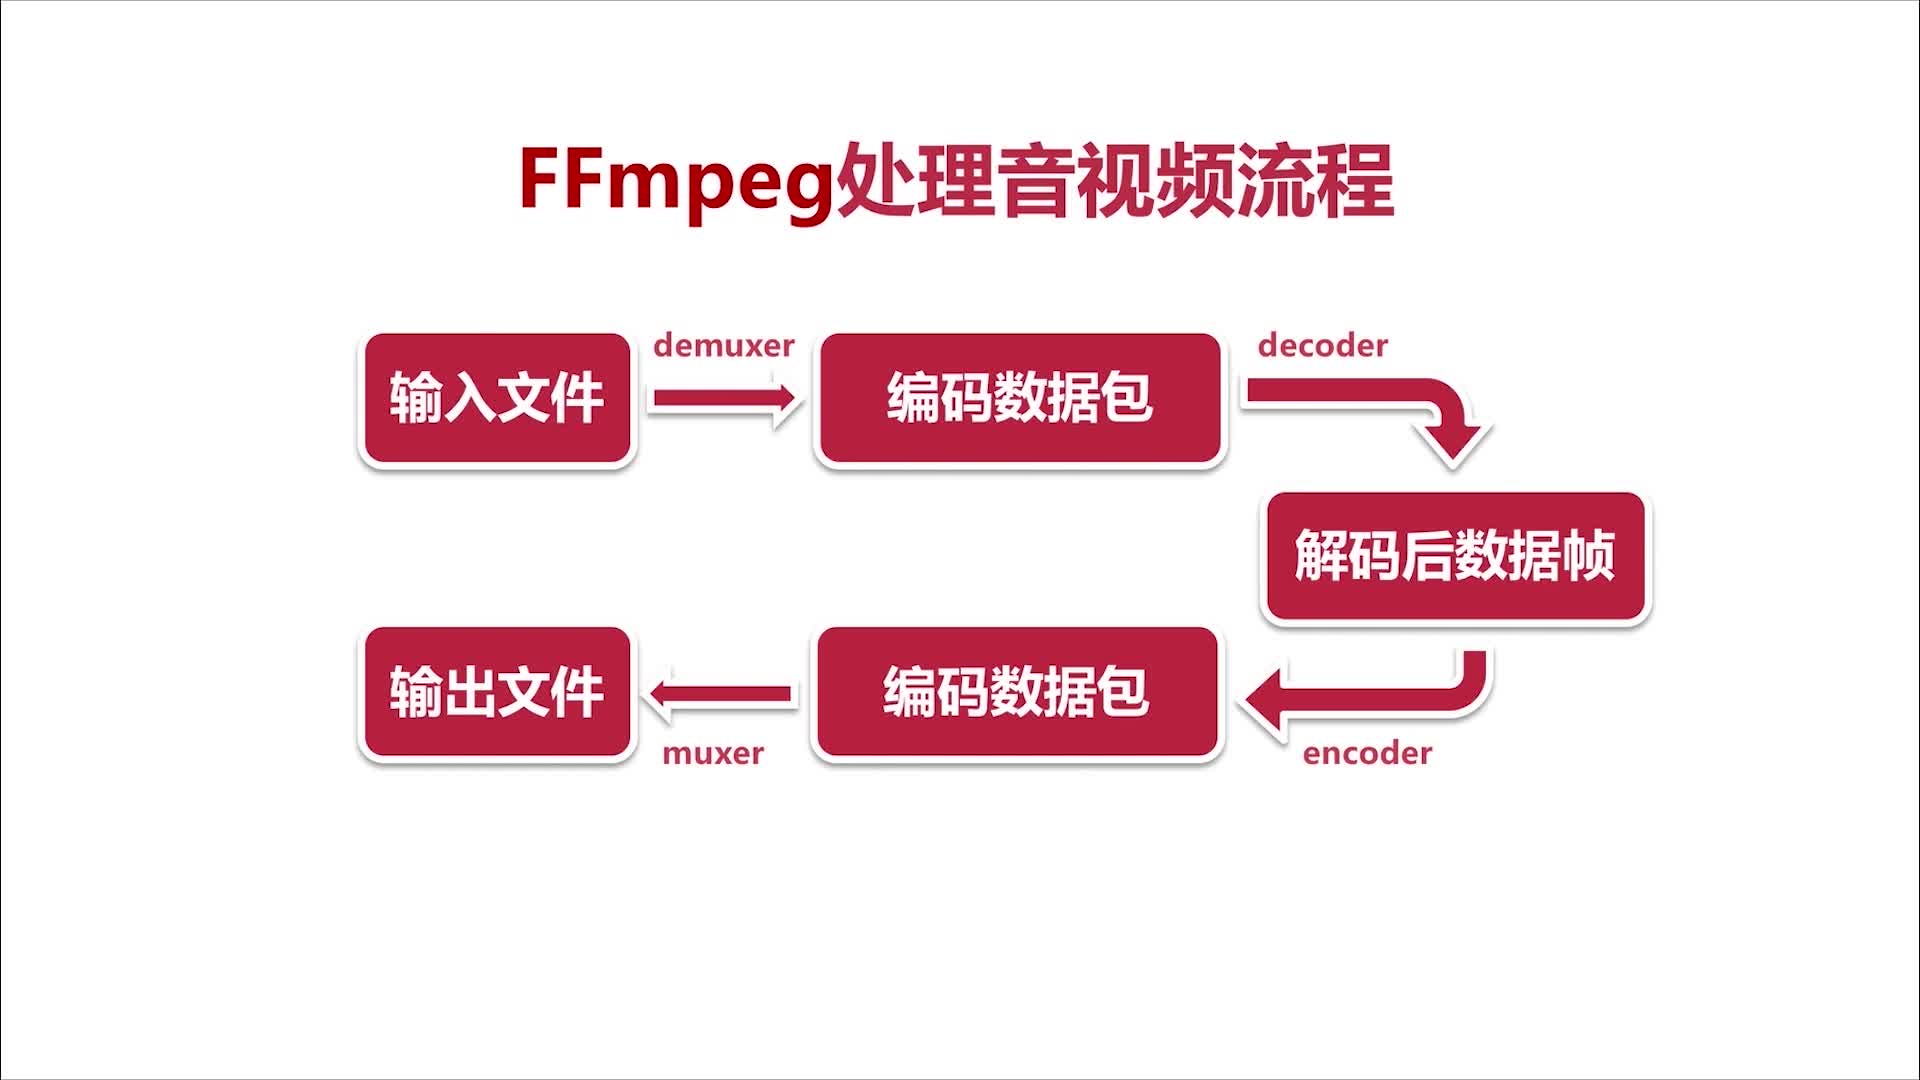 FFmpeg处理音视频流程
输入文件
demuxer
编码数据包
decoder
解码后数据帧
encoder
编码数据包
muxer
输出文件